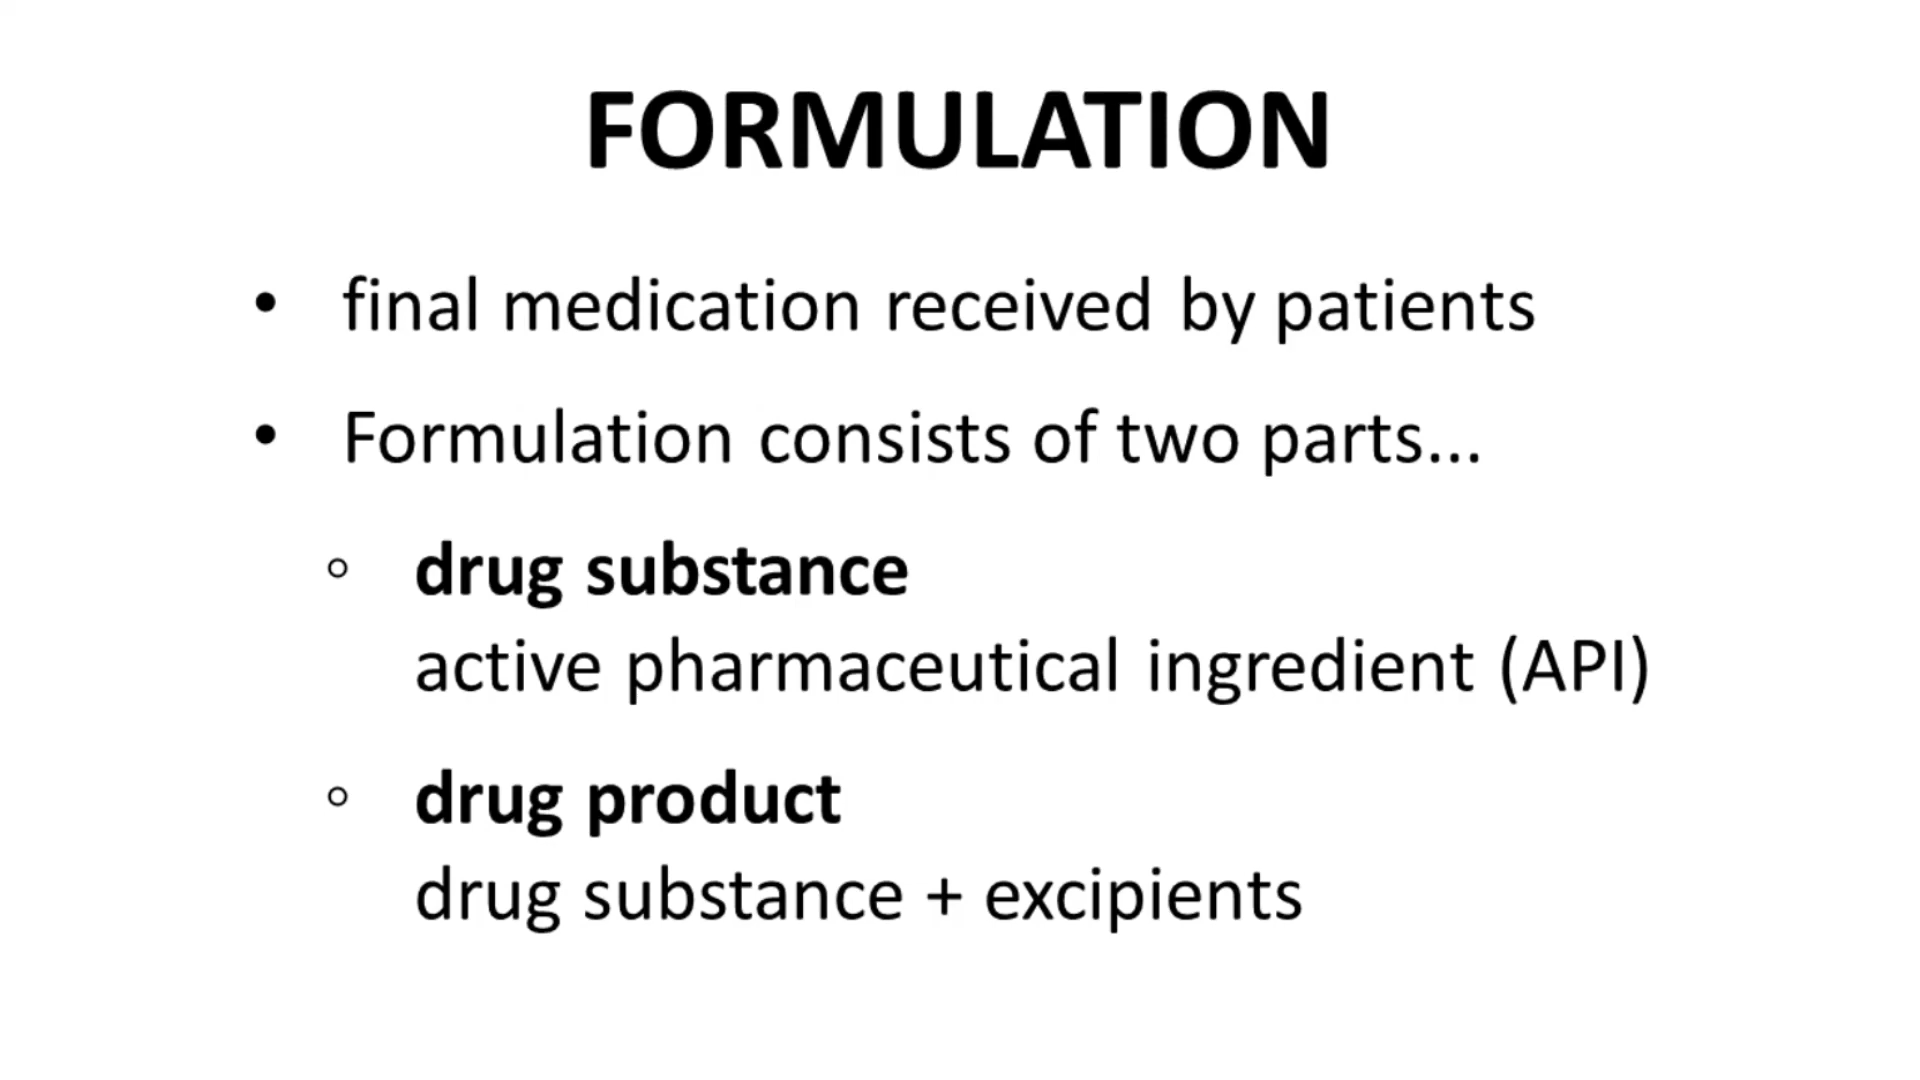 FORMULATION
• final medication received by patients
• Formulation consists of two parts...
◦ drug substance
active pharmaceutical ingredient (API)
◦ drug product
drug substance + excipients